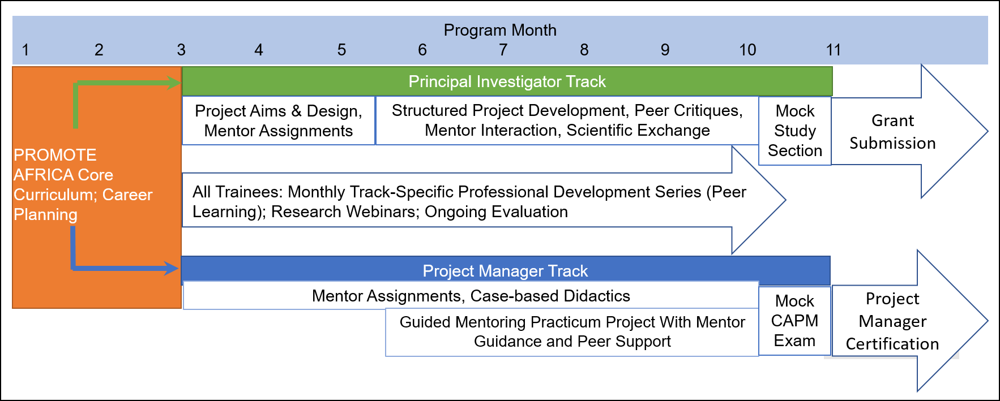 Program Month
1 2 3 4 5 6 7 8 9 10 11
Principal Investigator Track
Project Aims & Design,
Mentor Assignments
Structured Project Development, Peer Critiques,
Mentor Interaction, Scientific Exchange
Mock
Study
Section
Grant
Submission
PROMOTE
AFRICA Core
Curriculum; Career
Planning
All Trainees: Monthly Track-Specific Professional Development Series (Peer
Learning); Research Webinars; Ongoing Evaluation
Project Manager Track
Mentor Assignments, Case-based Didactics
Guided Mentoring Practicum Project With Mentor
Guidance and Peer Support
Mock
CAPM
Exam
Project
Manager
Certification